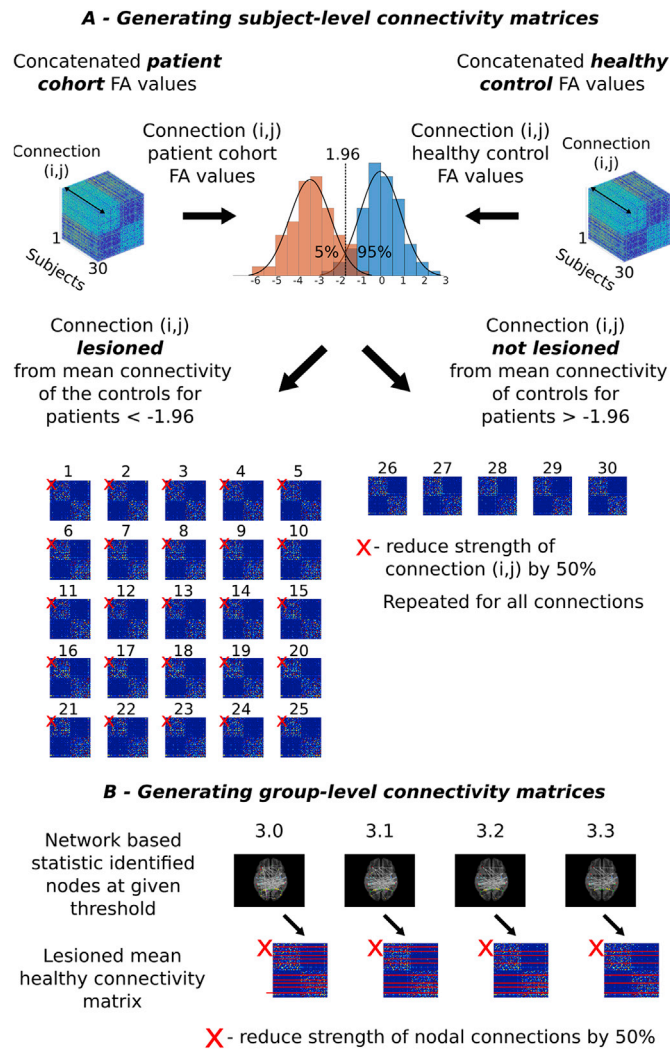 A - Generating subject-level connectivity matrices
Concatenated patient
cohort FA values
Concatenated healthy
control FA values
Connection (i,j)
patient cohort
FA values
1.96
Connection (i,j)
healthy control
FA values
Connection
(i,j)
1
30
Subjects
5% 95%
-6 -5 -4 -3 -2 -1 0 1 2 3
Connection
(i,j)
1
30
Subjects
Connection (i,j)
lesioned
from mean connectivity
of the controls for
patients < -1.96
Connection (i,j)
not lesioned
from mean connectivity
of controls for
patients > -1.96
1 2 3 4 5
X X X X X
6 7 8 9 10
X X X X X
11 12 13 14 15
X X X X X
16 17 18 19 20
X X X X X
21 22 23 24 25
X X X X X
26 27 28 29 30
X - reduce strength of
connection (i,j) by 50%
Repeated for all connections
B - Generating group-level connectivity matrices
Network based
statistic identified
nodes at given
threshold
3.0 3.1 3.2 3.3
Lesioned mean
healthy connectivity
matrix
X X X X
X - reduce strength of nodal connections by 50%